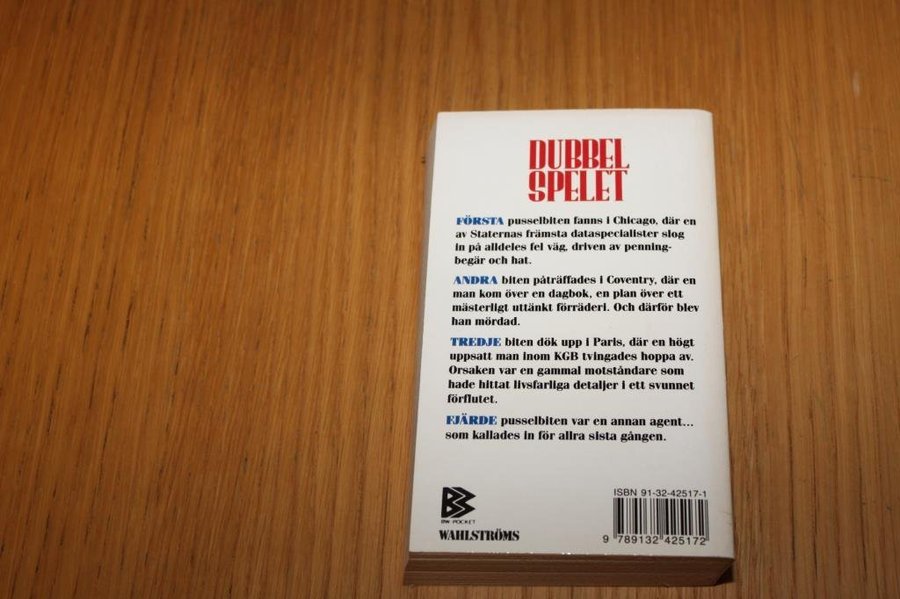 DUBBEL
SPELET
FÖRSTA pusselbiten fanns i Chicago, där en
av Staternas främsta dataspecialister slog
in på alldeles fel väg, driven av penning-
begär och hat.
ANDRA biten påträffades i Coventry, där en
man kom över en dagbok, en plan över ett
mästerligt uttänkt förräderi. Och därför blev
han mördad.
TREDJE biten dök upp i Paris, där en högt
uppsatt man inom KGB tvingades hoppa av.
Orsaken var en gammal motståndare som
hade hittat livsfarliga detaljer i ett svunnet
förflutet.
FJÄRDE pusselbiten var en annan agent...
som kallades in för allra sista gången.
B
BW POCKET
WAHLSTRÖMS
ISBN 91-32-42517-1
9 789132 425172